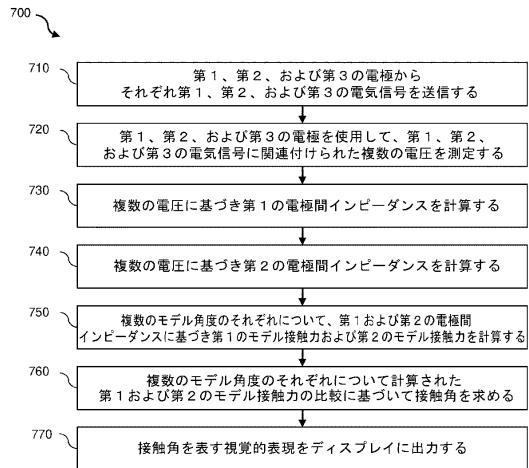 700
710
第１、第２、および第３の電極から
それぞれ第１、第２、および第３の電気信号を送信する
720
第１、第２、および第３の電極を使用して、第１、第２、
および第３の電気信号に関連付けられた複数の電圧を測定する
730
複数の電圧に基づき第１の電極間インピーダンスを計算する
740
複数の電圧に基づき第２の電極間インピーダンスを計算する
750
複数のモデル角度のそれぞれについて、第１および第２の電極間
インピーダンスに基づき第１のモデル接触力および第２のモデル接触力を計算する
760
複数のモデル角度のそれぞれについて計算された
第１および第２のモデル接触力の比較に基づいて接触角を求める
770
接触角を表す視覚的表現をディスプレイに出力する